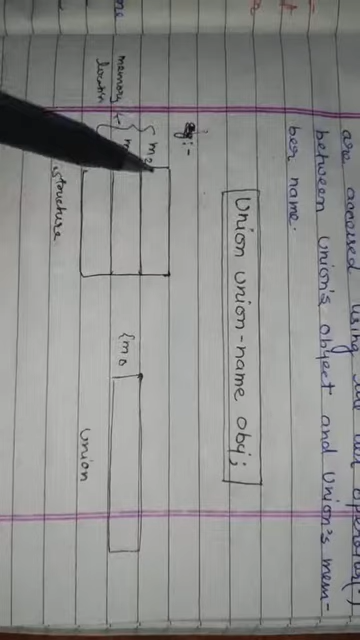 are accessed using
between Union's object and Union's mem-
ber name.
Union union-name obj;
eg:-
memory
locatn
{ m2
{ m
structure
{ m0
union